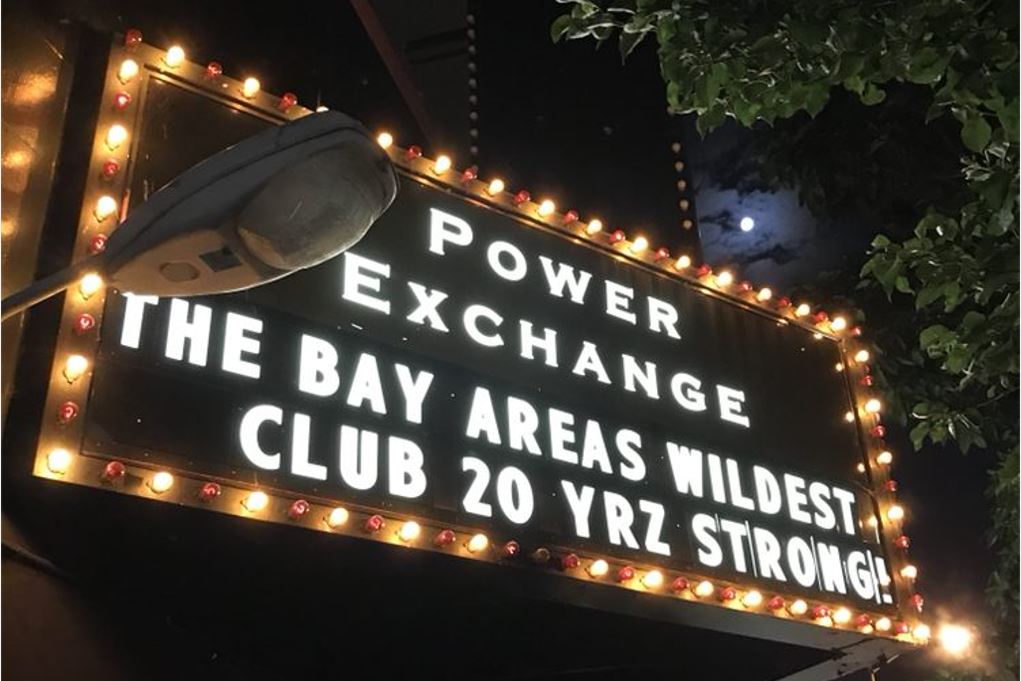 POWER
EXCHANGE
THE BAY AREAS WILDEST
CLUB 20 YRZ STRONG!